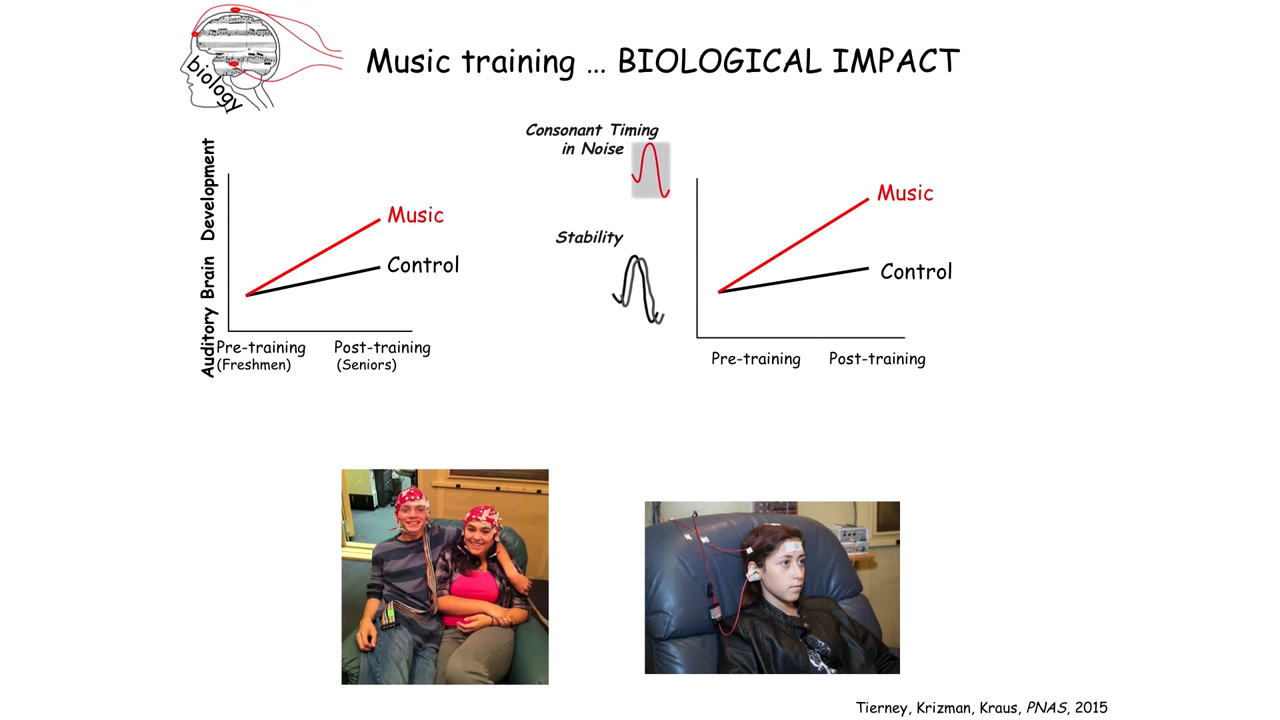 biology
Music training ... BIOLOGICAL IMPACT
Auditory Brain Development
Music
Control
Pre-training
(Freshmen)
Post-training
(Seniors)
Consonant Timing
in Noise
Stability
Music
Control
Pre-training
Post-training
Tierney, Krizman, Kraus, PNAS, 2015